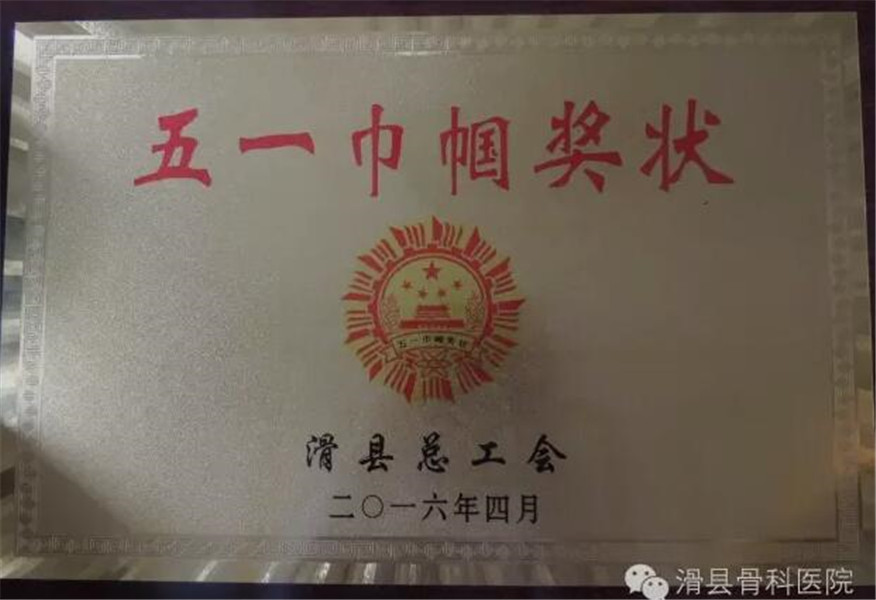 五一巾帼奖状
五一巾帼奖状
滑县总工会
二〇一六年四月
滑县骨科医院